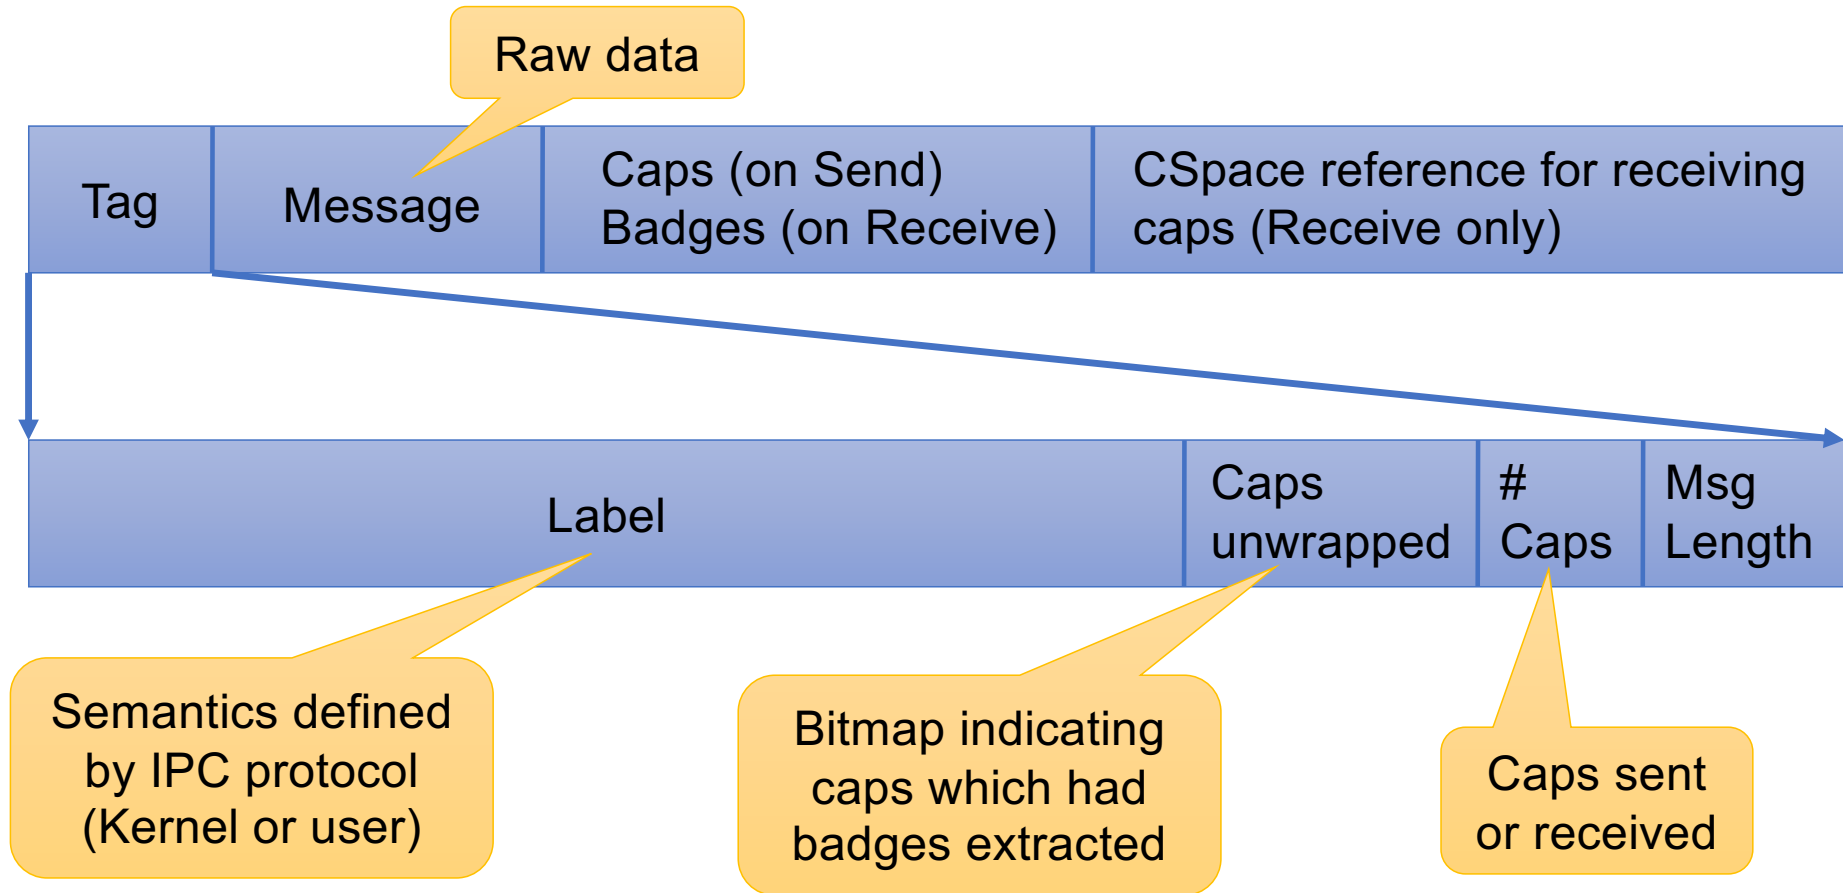 Raw data
Tag
Message
Caps (on Send)
Badges (on Receive)
CSpace reference for receiving
caps (Receive only)
Label
Caps
unwrapped
#
Caps
Msg
Length
Semantics defined
by IPC protocol
(Kernel or user)
Bitmap indicating
caps which had
badges extracted
Caps sent
or received